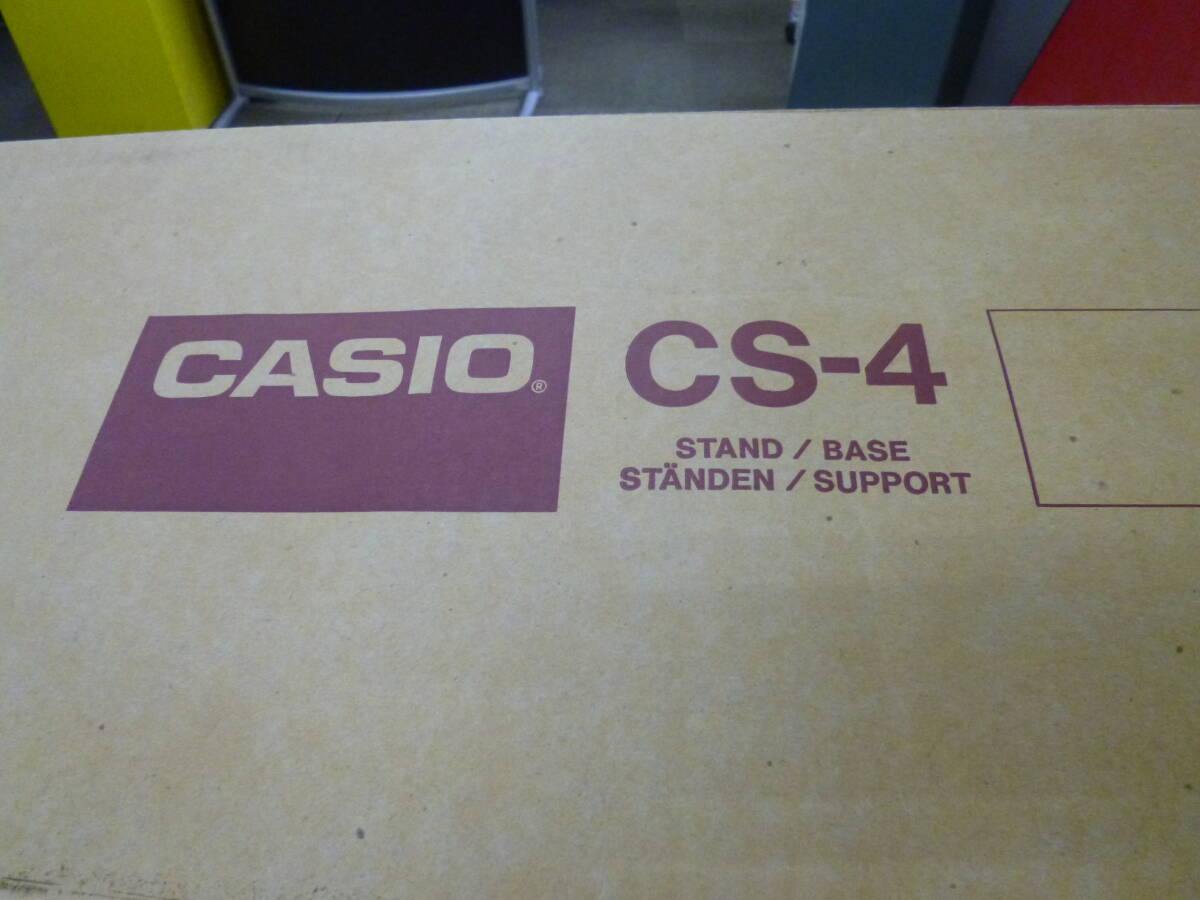 CASIO®
CS-4
STAND / BASE
STÄNDEN / SUPPORT